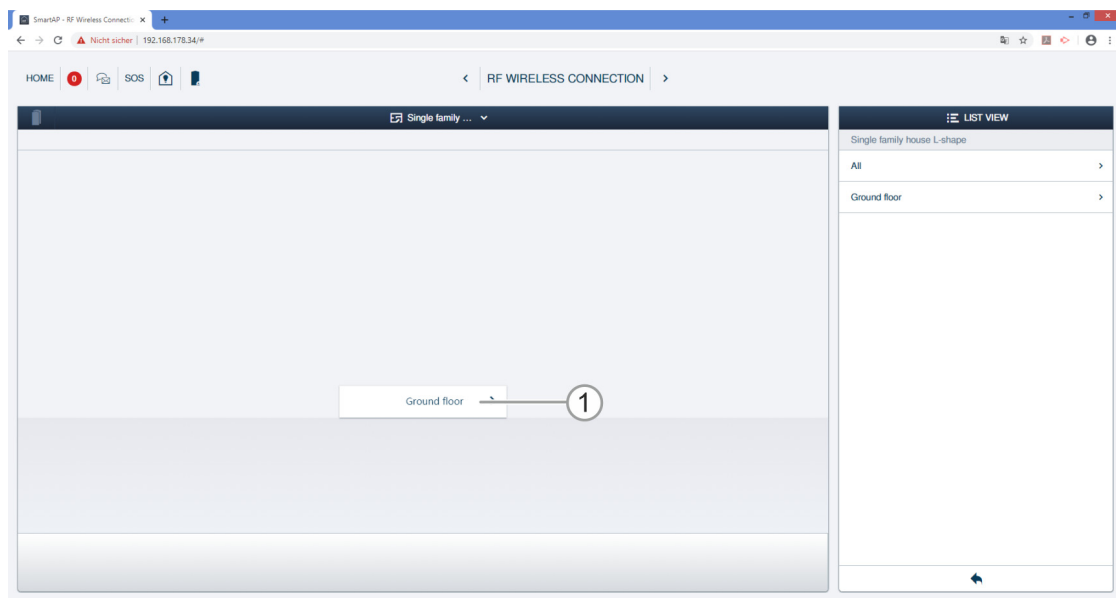 SmartAP - RF Wireless Connectio
Nicht sicher | 192.168.178.34/#
HOME 0 SOS RF WIRELESS CONNECTION
Single family ...
LIST VIEW
Single family house L-shape
All
Ground floor
Ground floor 1